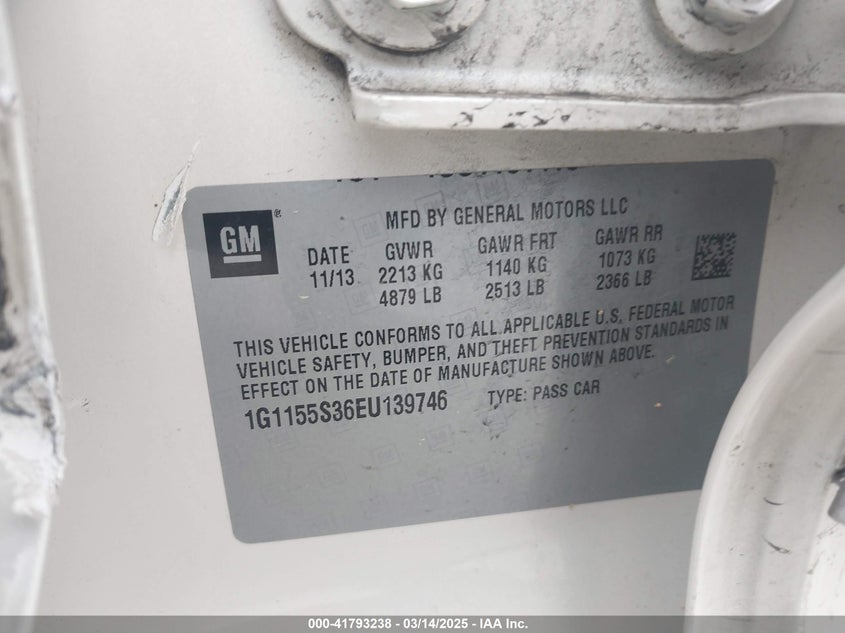 MFD BY GENERAL MOTORS LLC
GM
DATE GVWR GAWR FRT GAWR RR
11/13 2213 KG 1140 KG 1073 KG
4879 LB 2513 LB 2366 LB
THIS VEHICLE CONFORMS TO ALL APPLICABLE U.S. FEDERAL MOTOR
VEHICLE SAFETY, BUMPER, AND THEFT PREVENTION STANDARDS IN
EFFECT ON THE DATE OF MANUFACTURE SHOWN ABOVE.
1G1155S36EU139746 TYPE: PASS CAR
000-41793238 - 03/14/2025 - IAA Inc.